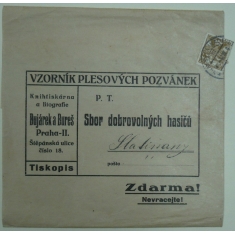 VZORNÍK PLESOVÝCH POZVÁNEK
Knihtiskárna
a litografie
Bojárek a Bureš
Praha-II.
Štěpánská ulice
číslo 18.
Tiskopis
P. T.
Sbor dobrovolných hasičů
pošta
Zdarma!
Nevracejte!